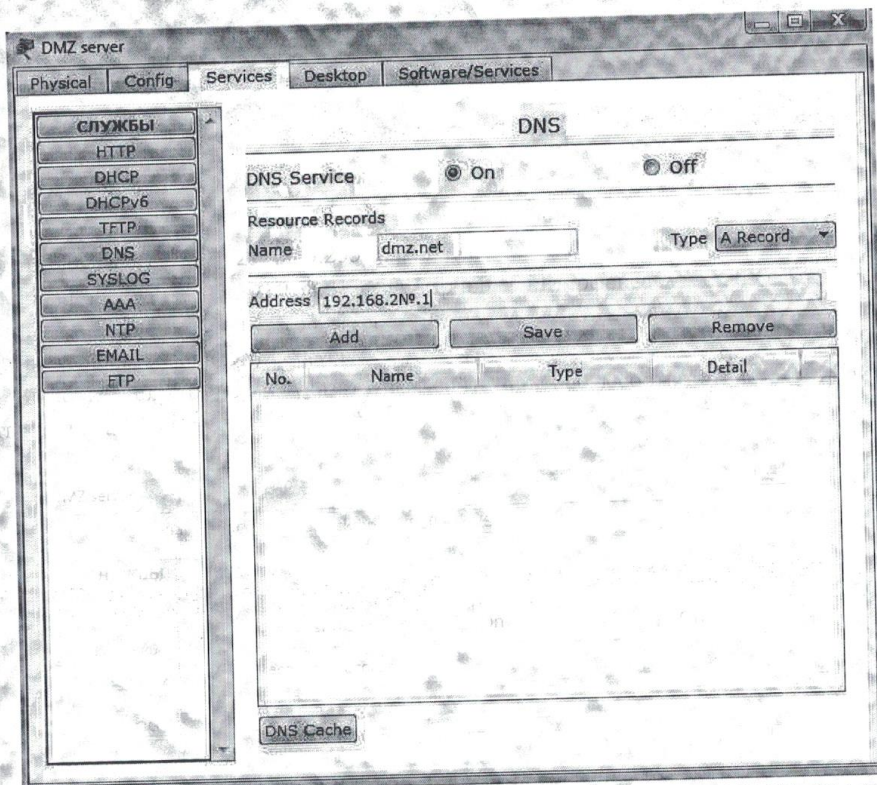 DMZ server
Physical Config Services Desktop Software/Services
СЛУЖБЫ
HTTP
DHCP
DHCPv6
TFTP
DNS
SYSLOG
AAA
NTP
EMAIL
FTP
DNS
DNS Service On Off
Resource Records
Name dmz.net Type A Record
Address 192.168.2№.1
Add Save Remove
No. Name Type Detail
DNS Cache